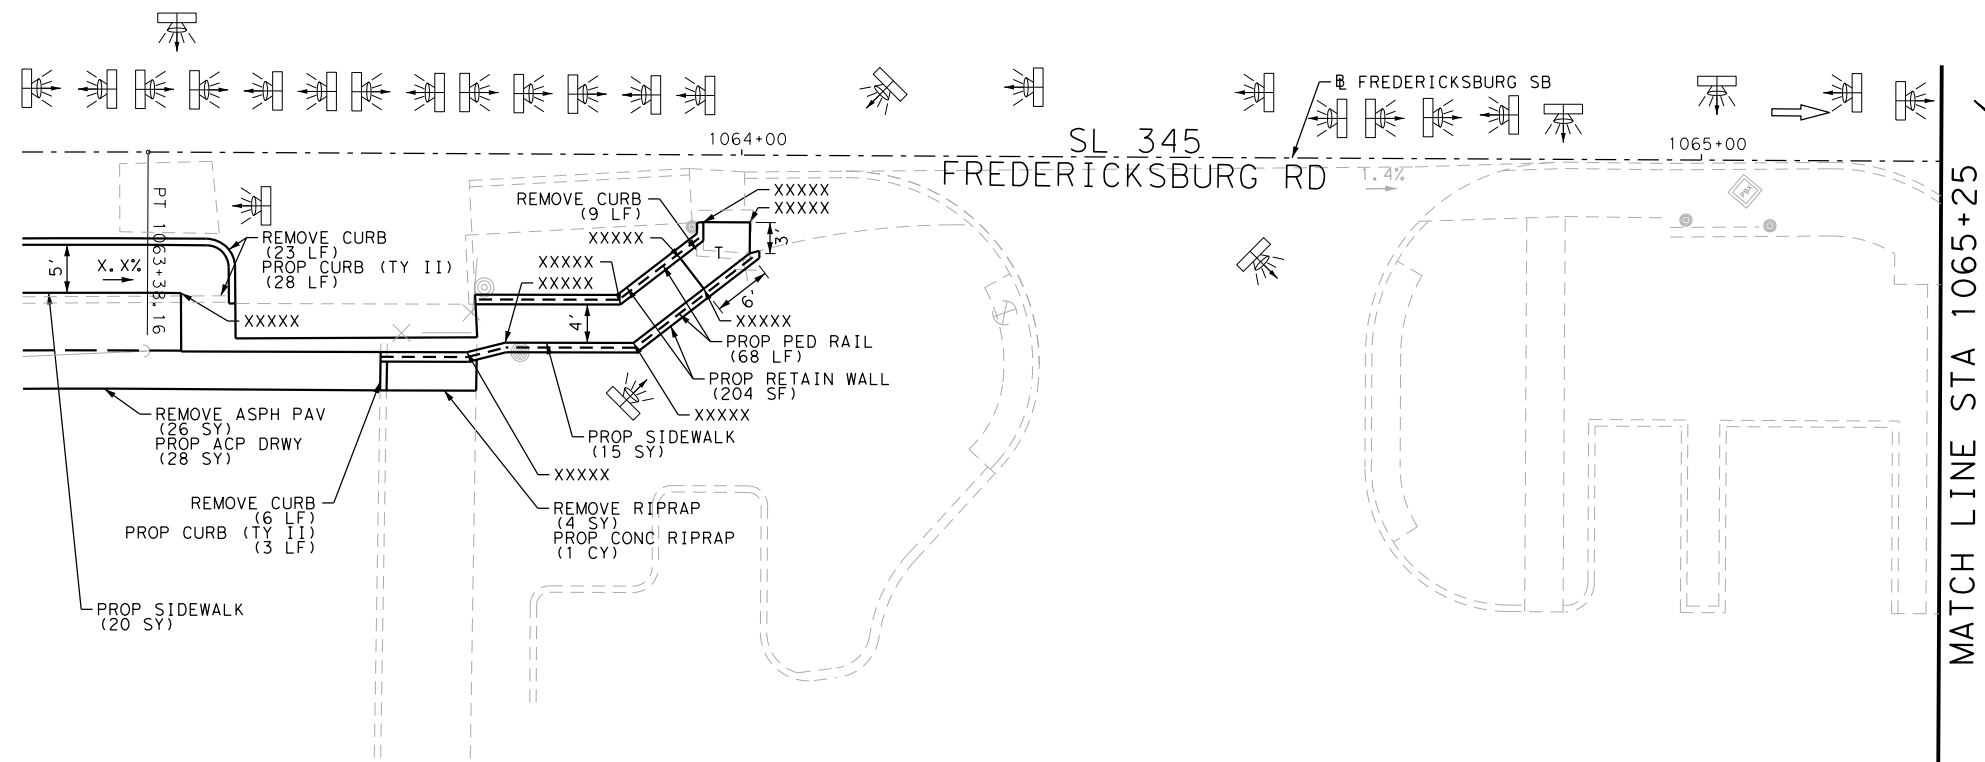 ℄ FREDERICKSBURG SB
1064+00
SL 345
FREDERICKSBURG RD
1065+00
1.4%
PBX
PT 1063+38.16
XXXXX
XXXXX
REMOVE CURB
(9 LF)
XXXXX
3'
REMOVE CURB
(23 LF)
PROP CURB (TY II)
(28 LF)
5'
X.X%
XXXXX
XXXXX
T
6'
4'
XXXXX
XXXXX
PROP PED RAIL
(68 LF)
PROP RETAIN WALL
(204 SF)
XXXXX
REMOVE ASPH PAV
(26 SY)
PROP ACP DRWY
(28 SY)
PROP SIDEWALK
(15 SY)
XXXXX
REMOVE CURB
(6 LF)
PROP CURB (TY II)
(3 LF)
REMOVE RIPRAP
(4 SY)
PROP CONC RIPRAP
(1 CY)
PROP SIDEWALK
(20 SY)
MATCH LINE STA 1065+25